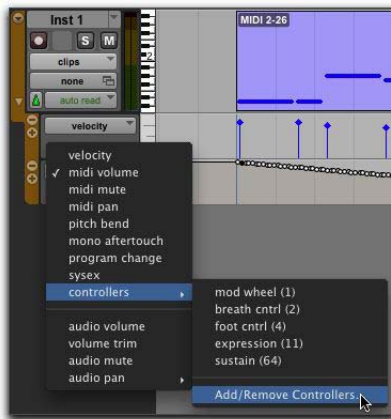 Inst 1
MIDI 2-26
S M
clips
none
auto read
2
velocity
velocity
✓ midi volume
midi mute
midi pan
pitch bend
mono aftertouch
program change
sysex
controllers
audio volume
volume trim
audio mute
audio pan
mod wheel (1)
breath cntrl (2)
foot cntrl (4)
expression (11)
sustain (64)
Add/Remove Controllers...